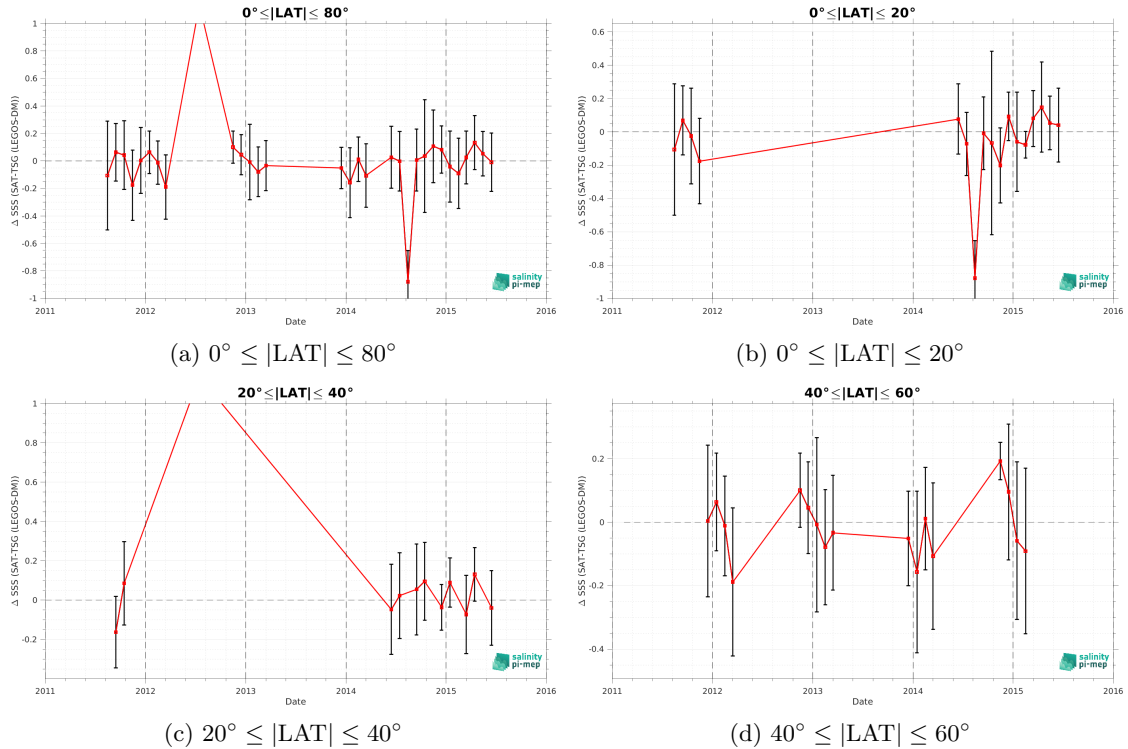 0°≤|LAT|≤ 80°
Δ SSS (SAT-TSG (LEGOS-DM))
1
0.8
0.6
0.4
0.2
0
-0.2
-0.4
-0.6
-0.8
-1
2011 2012 2013 2014 2015 2016
Date
salinity
pi-mep
(a) 0° ≤ |LAT| ≤ 80°
0°≤|LAT|≤ 20°
Δ SSS (SAT-TSG (LEGOS-DM))
0.6
0.4
0.2
0
-0.2
-0.4
-0.6
-0.8
-1
2011 2012 2013 2014 2015 2016
Date
salinity
pi-mep
(b) 0° ≤ |LAT| ≤ 20°
20°≤|LAT|≤ 40°
Δ SSS (SAT-TSG (LEGOS-DM))
1
0.8
0.6
0.4
0.2
0
-0.2
2011 2012 2013 2014 2015 2016
Date
salinity
pi-mep
(c) 20° ≤ |LAT| ≤ 40°
40°≤|LAT|≤ 60°
Δ SSS (SAT-TSG (LEGOS-DM))
0.2
0
-0.2
-0.4
2011 2012 2013 2014 2015 2016
Date
salinity
pi-mep
(d) 40° ≤ |LAT| ≤ 60°